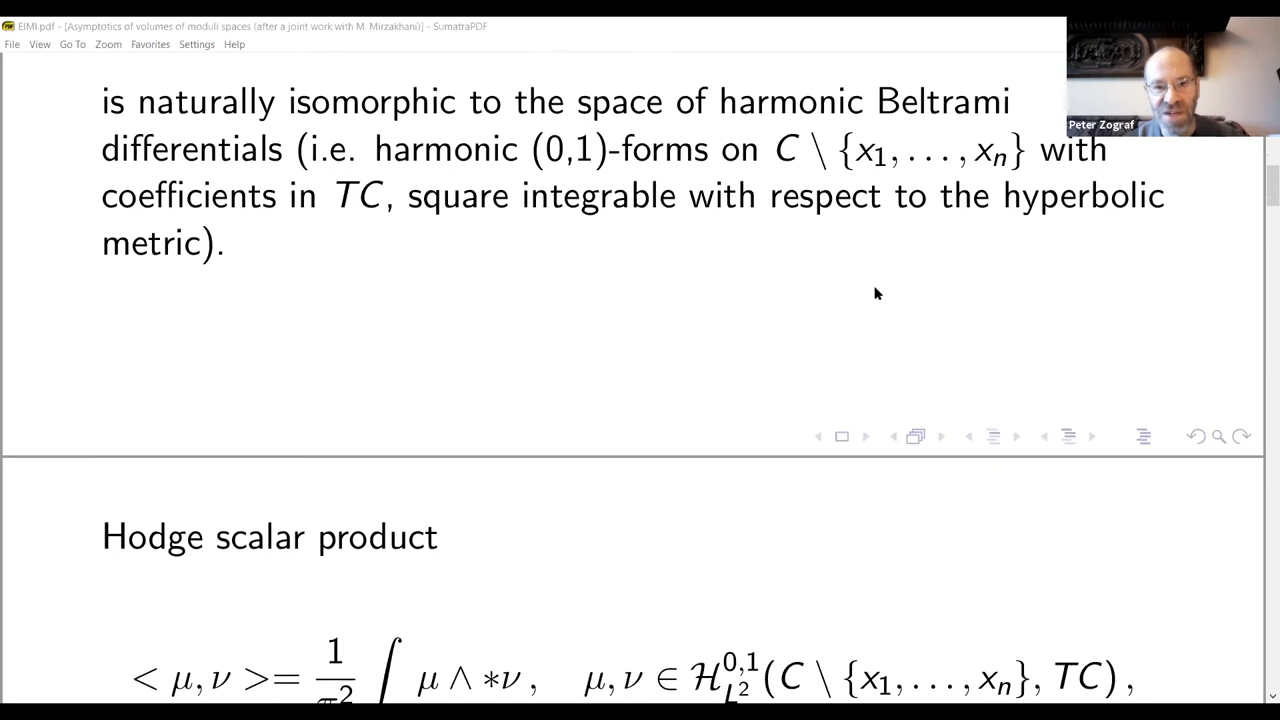 EIMI.pdf - [Asymptotics of volumes of moduli spaces (after a joint work with M. Mirzakhani)] - SumatraPDF
File View Go To Zoom Favorites Settings Help
Peter Zograf
is naturally isomorphic to the space of harmonic Beltrami
differentials (i.e. harmonic (0,1)-forms on C \ {x₁, . . . , xₙ} with
coefficients in TC, square integrable with respect to the hyperbolic
metric).
Hodge scalar product
< μ, ν >= 1/π² ∫ μ ∧ *ν , μ, ν ∈ ℋ^{0,1}_{L²}(C \ {x₁, . . . , xₙ}, TC) ,